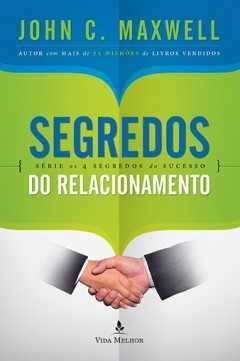 JOHN C. MAXWELL
AUTOR com MAIS de 21 MILHÕES de LIVROS VENDIDOS
SEGREDOS
SÉRIE os 4 SEGREDOS do SUCESSO
DO RELACIONAMENTO
VIDA MELHOR